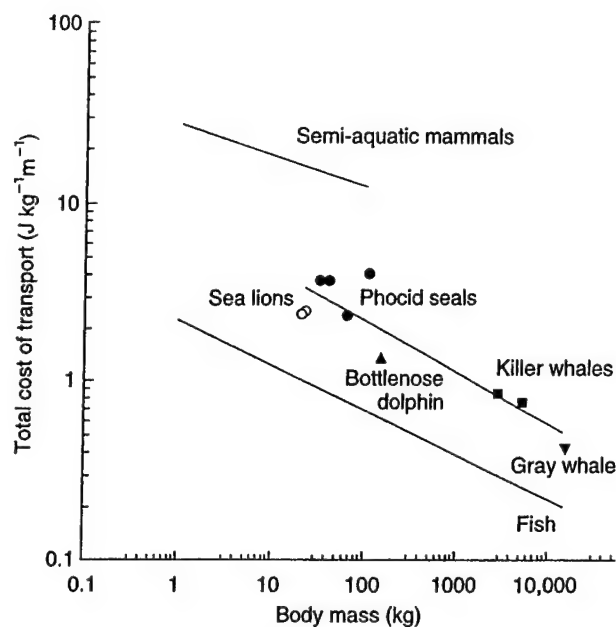 100
Semi-aquatic mammals
10
Sea lions
Phocid seals
Bottlenose
dolphin
Killer whales
1
Gray whale
Fish
0.1
0.1 1 10 100 1000 10,000
Body mass (kg)
Total cost of transport (J kg⁻¹m⁻¹)